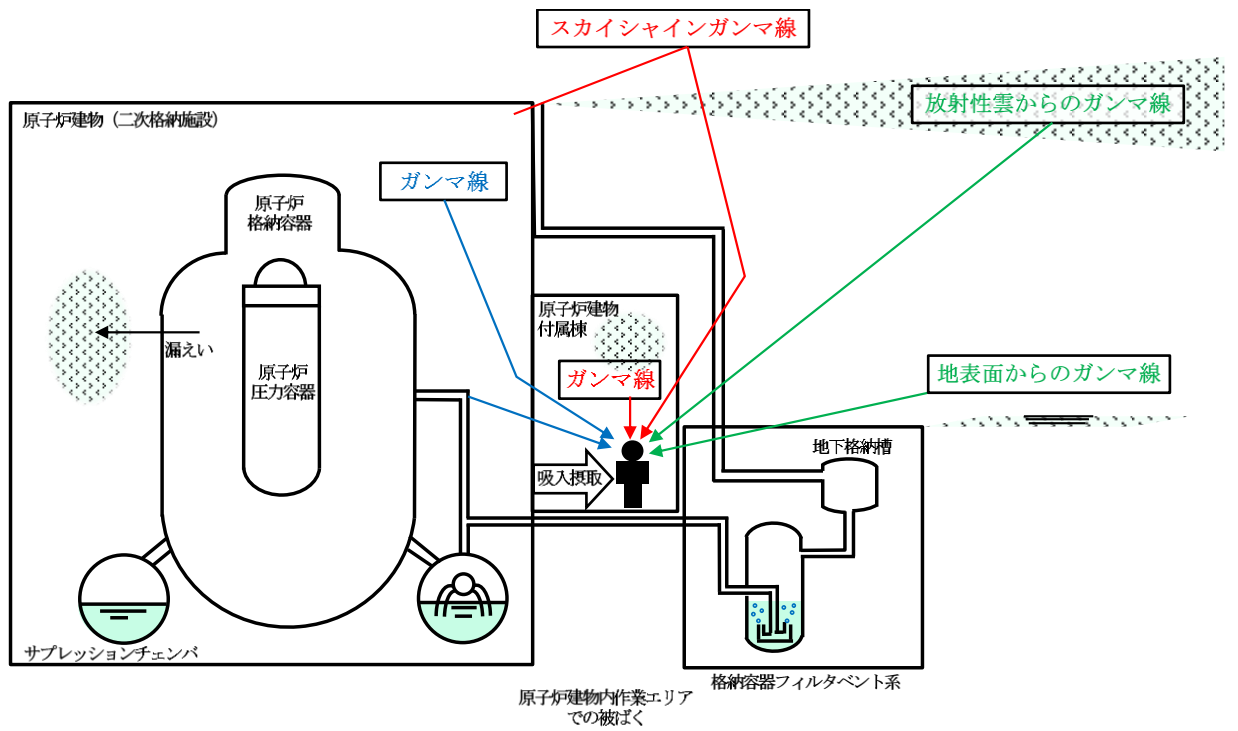 スカイシャインガンマ線
放射性雲からのガンマ線
原子炉建物(二次格納施設)
ガンマ線
原子炉
格納容器
原子炉建物
付属棟
漏えい
原子炉
圧力容器
ガンマ線
地表面からのガンマ線
地下格納槽
吸入摂取
サプレッションチェンバ
格納容器フィルタベント系
原子炉建物内作業エリア
での被ばく